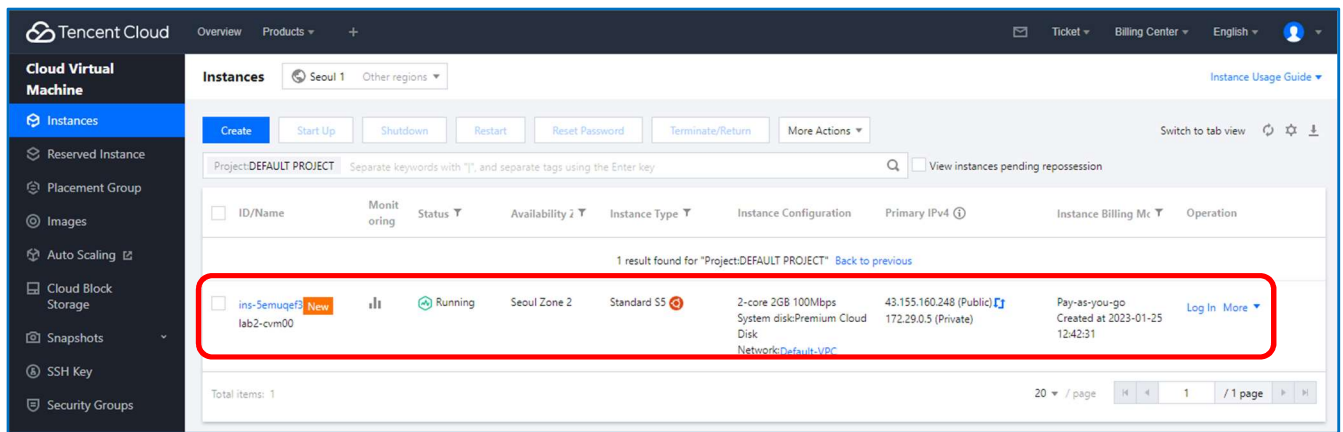 Tencent Cloud Overview Products + Ticket Billing Center English
Cloud Virtual
Machine
Instances Seoul 1 Other regions Instance Usage Guide
Instances
Reserved Instance
Placement Group
Images
Auto Scaling
Cloud Block
Storage
Snapshots
SSH Key
Security Groups
Create Start Up Shutdown Restart Reset Password Terminate/Return More Actions Switch to tab view
Project:DEFAULT PROJECT Separate keywords with "|", and separate tags using the Enter key View instances pending repossession
ID/Name
Monit
oring
Status
Availability
Instance Type
Instance Configuration
Primary IPv4
Instance Billing Mc
Operation
1 result found for "Project:DEFAULT PROJECT" Back to previous
ins-5emuqef3 New
lab2-cvm00
Running
Seoul Zone 2
Standard S5
2-core 2GB 100Mbps
System disk:Premium Cloud
Disk
Network:Default-VPC
43.155.160.248 (Public)
172.29.0.5 (Private)
Pay-as-you-go
Created at 2023-01-25
12:42:31
Log In More
Total items: 1 20 / page 1 / 1 page